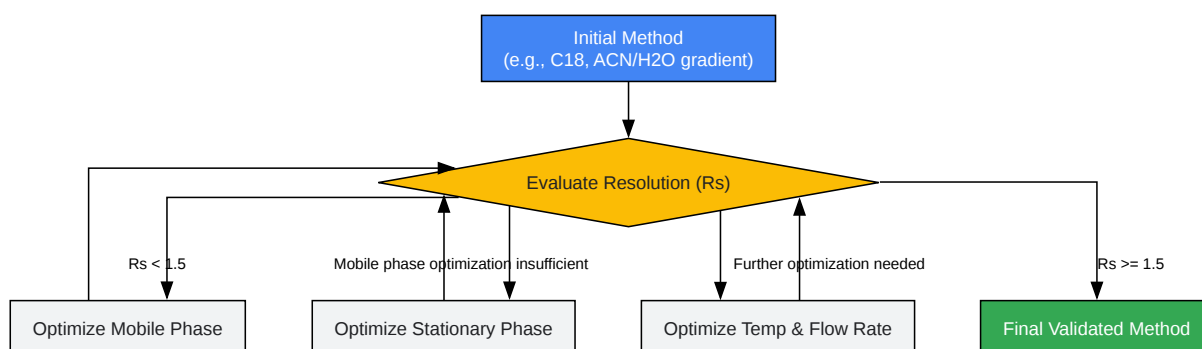 Initial Method
(e.g., C18, ACN/H2O gradient)
Evaluate Resolution (Rs)
Rs < 1.5
Mobile phase optimization insufficient
Further optimization needed
Rs >= 1.5
Optimize Mobile Phase
Optimize Stationary Phase
Optimize Temp & Flow Rate
Final Validated Method